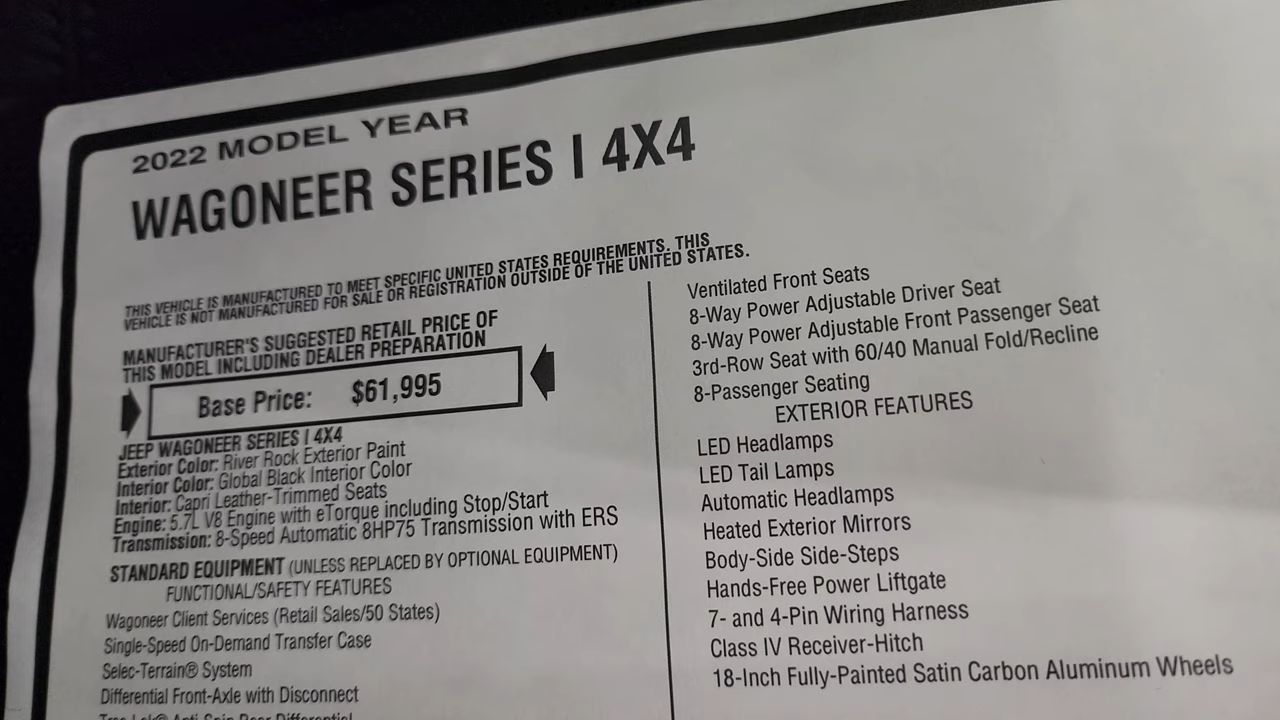 2022 MODEL YEAR
WAGONEER SERIES I 4X4
THIS VEHICLE IS MANUFACTURED TO MEET SPECIFIC UNITED STATES REQUIREMENTS. THIS
VEHICLE IS NOT MANUFACTURED FOR SALE OR REGISTRATION OUTSIDE OF THE UNITED STATES.
MANUFACTURER'S SUGGESTED RETAIL PRICE OF
THIS MODEL INCLUDING DEALER PREPARATION
Base Price: $61,995
JEEP WAGONEER SERIES I 4X4
Exterior Color: River Rock Exterior Paint
Interior Color: Global Black Interior Color
Interior: Capri Leather-Trimmed Seats
Engine: 5.7L V8 Engine with eTorque including Stop/Start
Transmission: 8-Speed Automatic 8HP75 Transmission with ERS
STANDARD EQUIPMENT (UNLESS REPLACED BY OPTIONAL EQUIPMENT)
FUNCTIONAL/SAFETY FEATURES
Wagoneer Client Services (Retail Sales/50 States)
Single-Speed On-Demand Transfer Case
Selec-Terrain® System
Differential Front-Axle with Disconnect
Ventilated Front Seats
8-Way Power Adjustable Driver Seat
8-Way Power Adjustable Front Passenger Seat
3rd-Row Seat with 60/40 Manual Fold/Recline
8-Passenger Seating
EXTERIOR FEATURES
LED Headlamps
LED Tail Lamps
Automatic Headlamps
Heated Exterior Mirrors
Body-Side Side-Steps
Hands-Free Power Liftgate
7- and 4-Pin Wiring Harness
Class IV Receiver-Hitch
18-Inch Fully-Painted Satin Carbon Aluminum Wheels